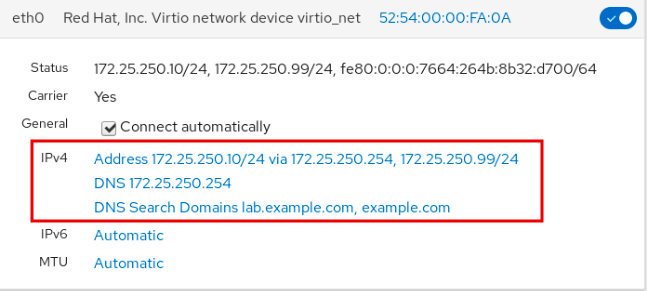 eth0 Red Hat, Inc. Virtio network device virtio_net 52:54:00:00:FA:0A
Status 172.25.250.10/24, 172.25.250.99/24, fe80:0:0:0:7664:264b:8b32:d700/64
Carrier Yes
General Connect automatically
IPv4 Address 172.25.250.10/24 via 172.25.250.254, 172.25.250.99/24
DNS 172.25.250.254
DNS Search Domains lab.example.com, example.com
IPv6 Automatic
MTU Automatic